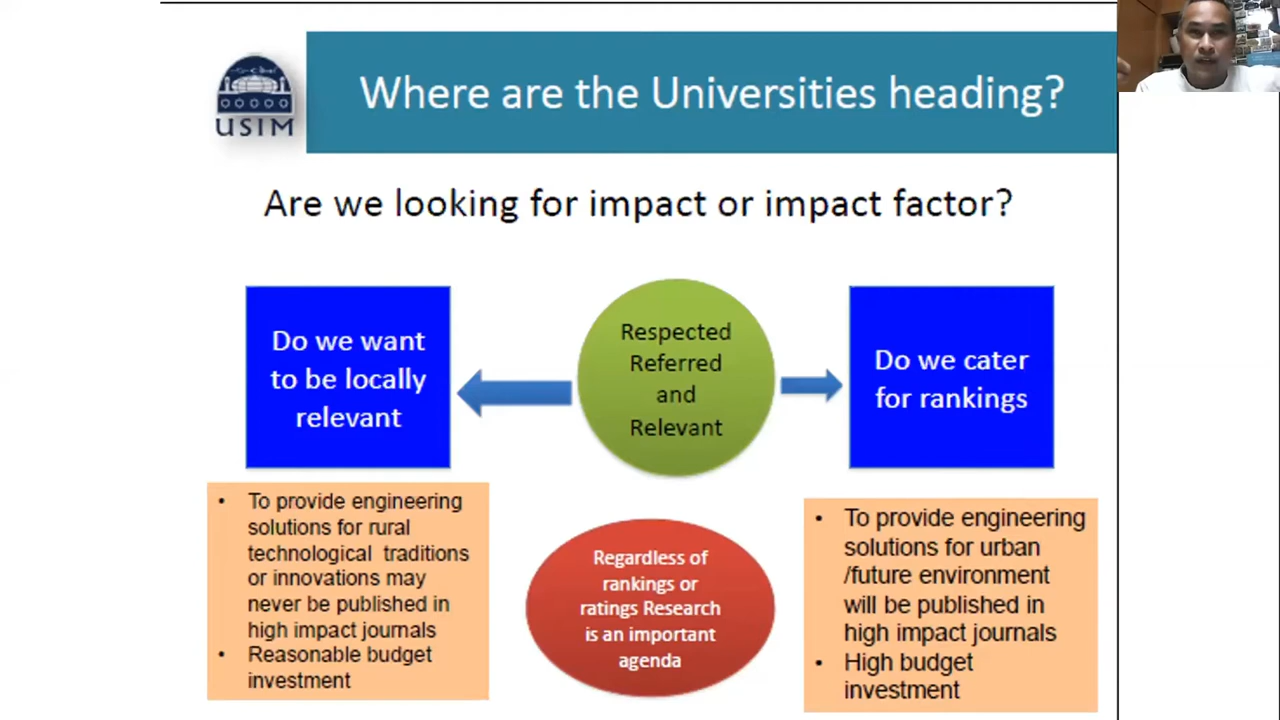 USIM
Where are the Universities heading?
Are we looking for impact or impact factor?
Do we want
to be locally
relevant
Respected
Referred
and
Relevant
Do we cater
for rankings
• To provide engineering
solutions for rural
technological traditions
or innovations may
never be published in
high impact journals
• Reasonable budget
investment
Regardless of
rankings or
ratings Research
is an important
agenda
• To provide engineering
solutions for urban
/future environment
will be published in
high impact journals
• High budget
investment